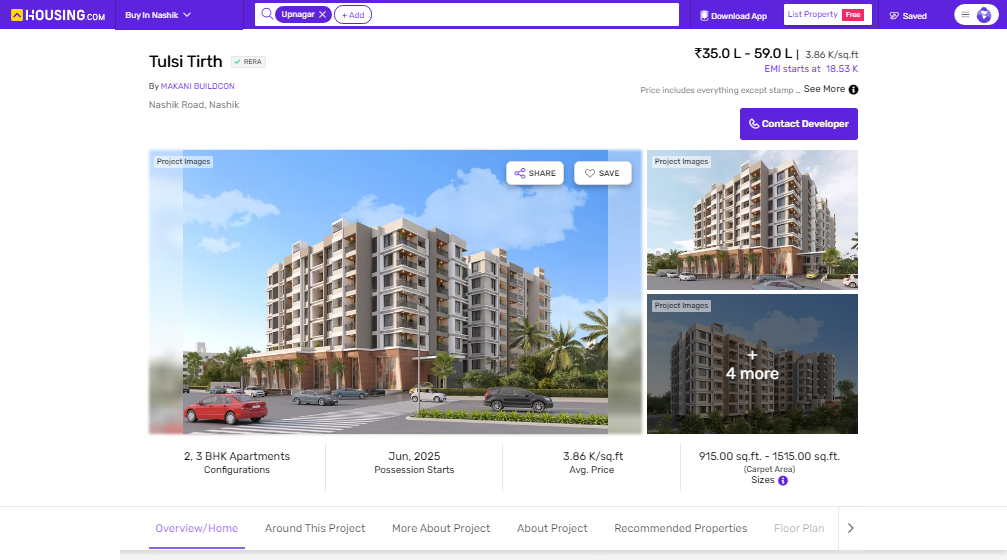 HOUSING.COM
Buy In Nashik
Upnagar
+ Add
Download App
List Property Free
Saved
Tulsi Tirth
RERA
By MAKANI BUILDCON
Nashik Road, Nashik
₹35.0 L - 59.0 L | 3.86 K/sq.ft
EMI starts at 18.53 K
Price includes everything except stamp ... See More
Contact Developer
Project Images
SHARE
SAVE
Project Images
Project Images
+
4 more
2, 3 BHK Apartments
Configurations
Jun, 2025
Possession Starts
3.86 K/sq.ft
Avg. Price
915.00 sq.ft. - 1515.00 sq.ft.
(Carpet Area)
Sizes
Overview/Home
Around This Project
More About Project
About Project
Recommended Properties
Floor Plan